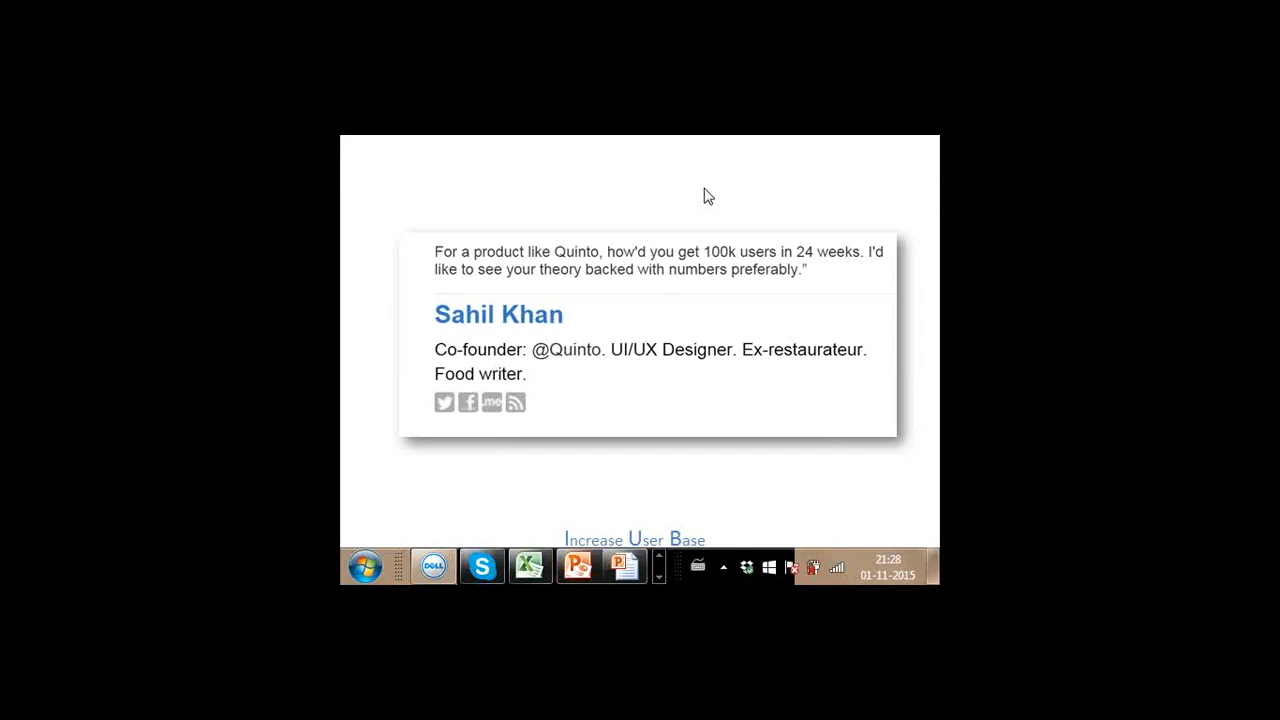 For a product like Quinto, how'd you get 100k users in 24 weeks. I'd
like to see your theory backed with numbers preferably.”
Sahil Khan
Co-founder: @Quinto. UI/UX Designer. Ex-restaurateur.
Food writer.
.me
Increase User Base
DELL
21:28
01-11-2015